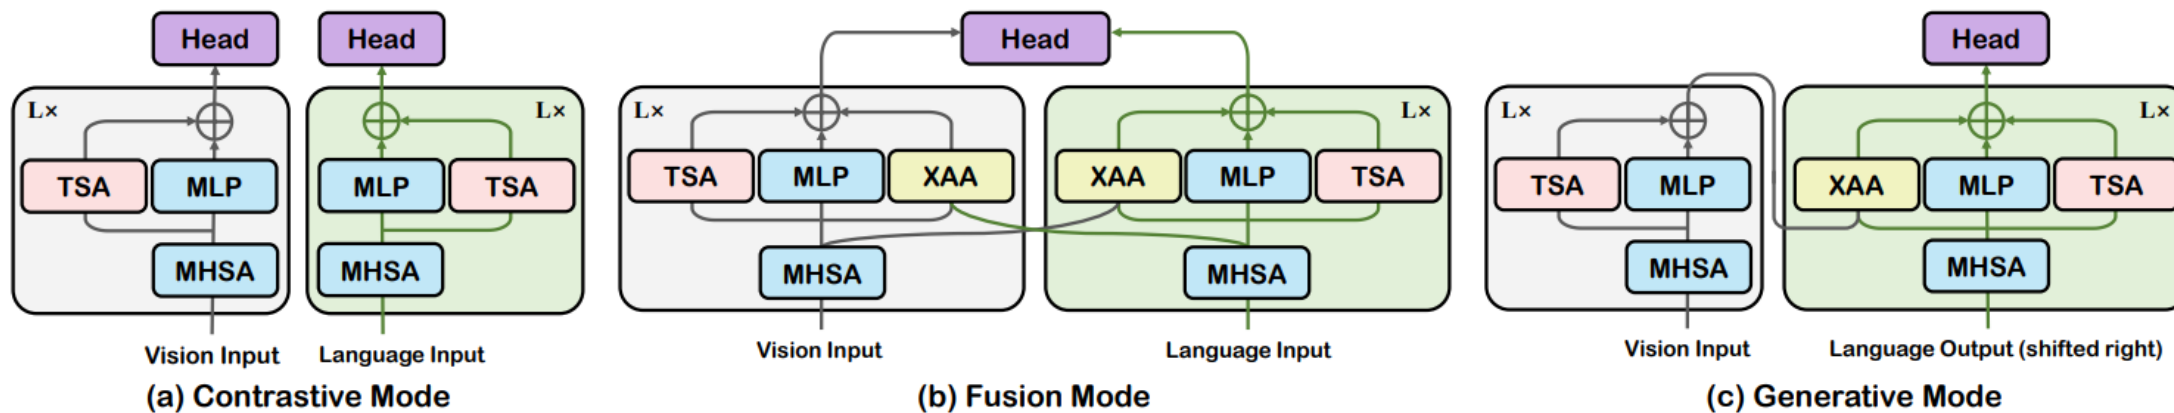 Head Head Head Head
L× L× L× L× L× L×
TSA MLP MLP TSA TSA MLP XAA XAA MLP TSA TSA MLP XAA MLP TSA
MHSA MHSA MHSA MHSA MHSA MHSA
Vision Input Language Input Vision Input Language Input Vision Input Language Output (shifted right)
(a) Contrastive Mode (b) Fusion Mode (c) Generative Mode